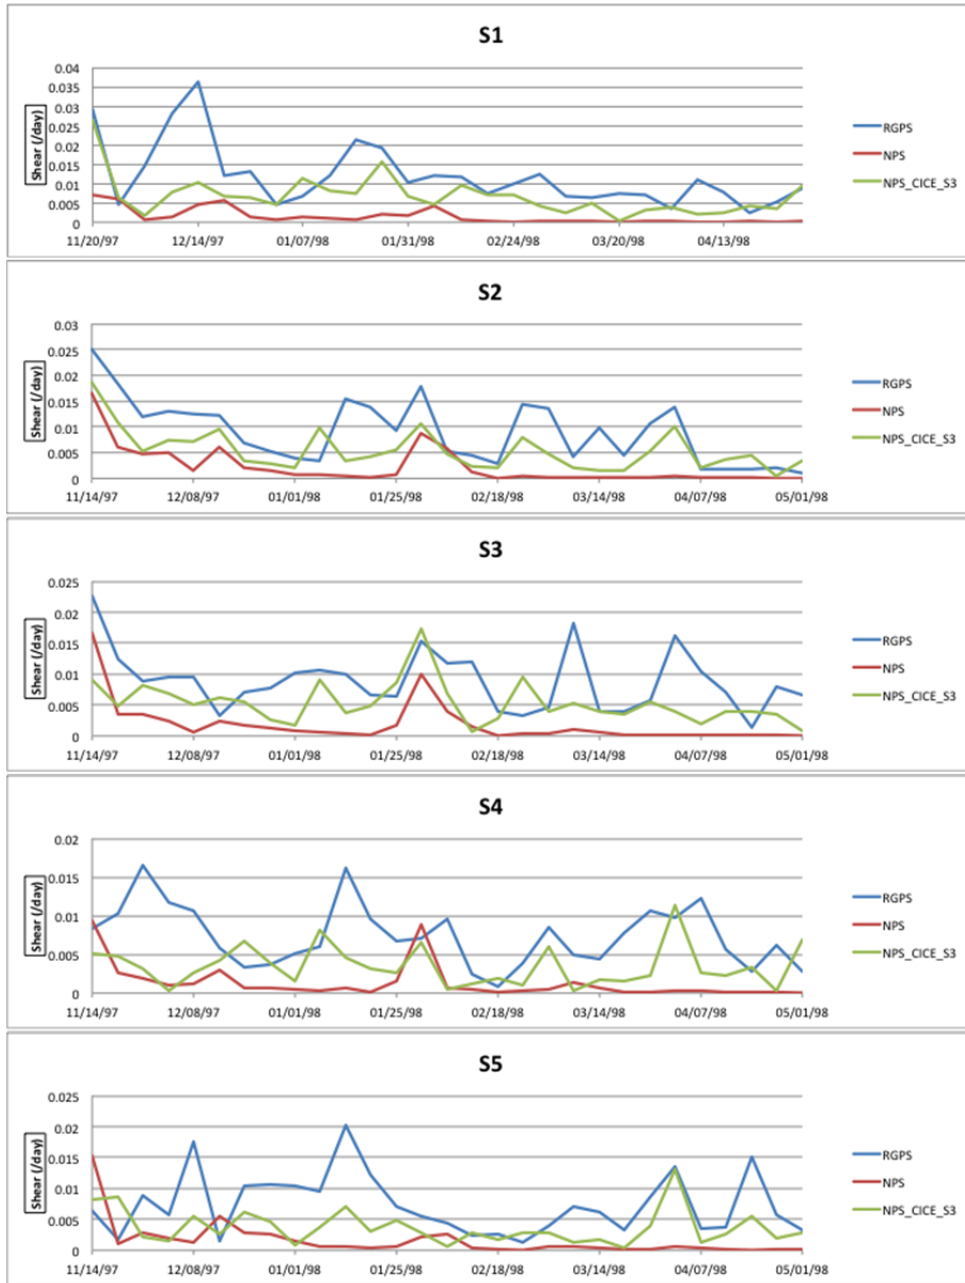 S1
0.04
0.035
0.03
0.025
0.02
0.015
0.01
0.005
0
Shear (/day)
11/20/97 12/14/97 01/07/98 01/31/98 02/24/98 03/20/98 04/13/98
RGPS
NPS
NPS_CICE_S3
S2
0.03
0.025
0.02
0.015
0.01
0.005
0
Shear (/day)
11/14/97 12/08/97 01/01/98 01/25/98 02/18/98 03/14/98 04/07/98 05/01/98
RGPS
NPS
NPS_CICE_S3
S3
0.025
0.02
0.015
0.01
0.005
0
Shear (/day)
11/14/97 12/08/97 01/01/98 01/25/98 02/18/98 03/14/98 04/07/98 05/01/98
RGPS
NPS
NPS_CICE_S3
S4
0.02
0.015
0.01
0.005
0
Shear (/day)
11/14/97 12/08/97 01/01/98 01/25/98 02/18/98 03/14/98 04/07/98 05/01/98
RGPS
NPS
NPS_CICE_S3
S5
0.025
0.02
0.015
0.01
0.005
0
Shear (/day)
11/14/97 12/08/97 01/01/98 01/25/98 02/18/98 03/14/98 04/07/98 05/01/98
RGPS
NPS
NPS_CICE_S3